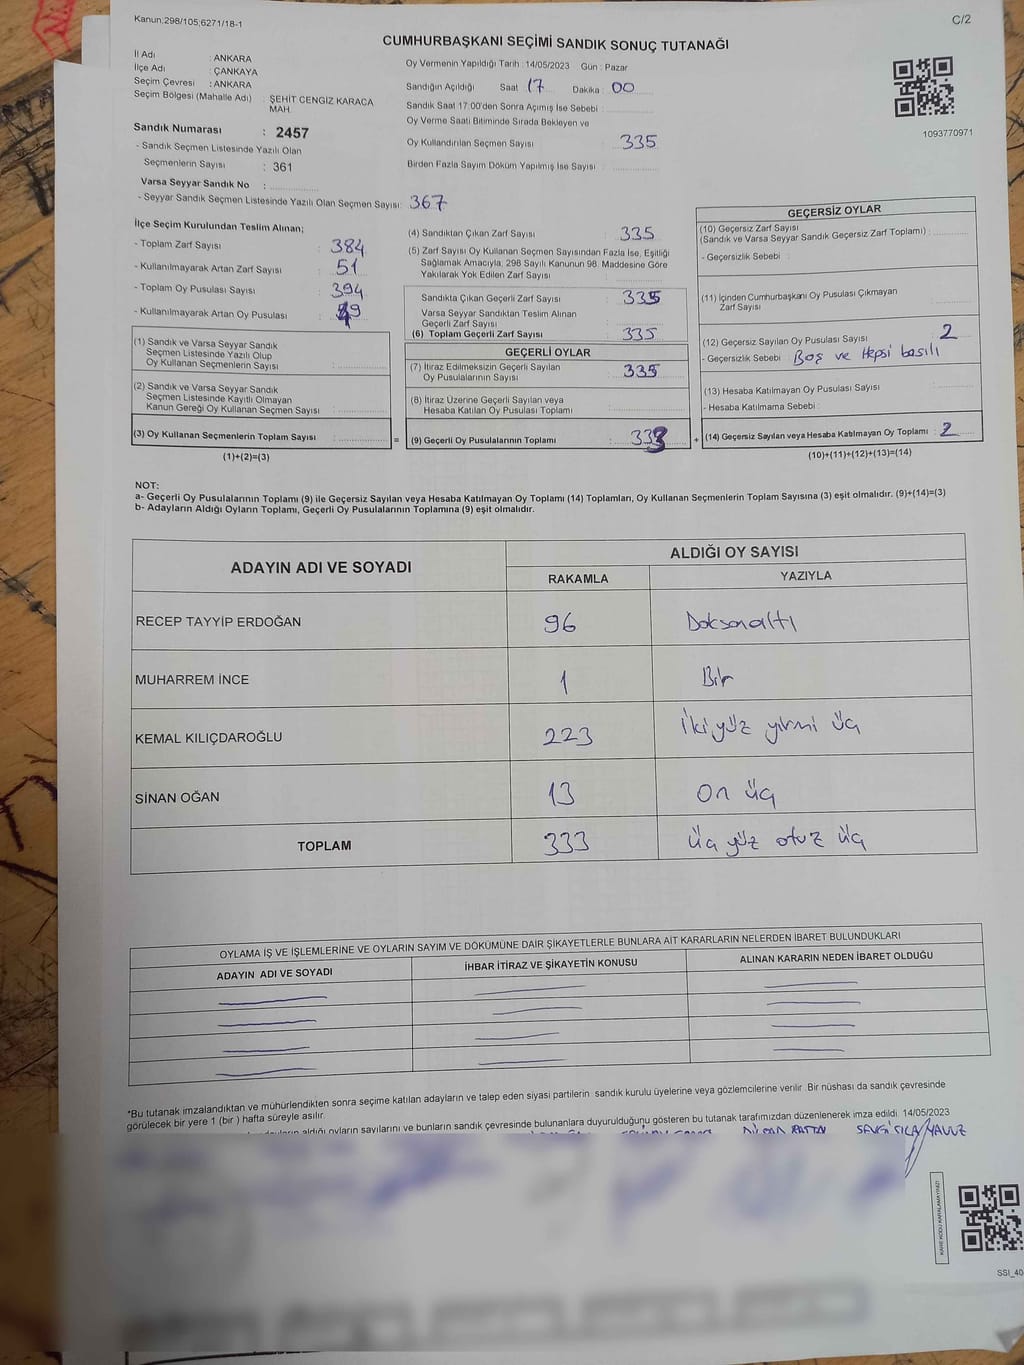 Kanun:298/105;6271/18-1
C/2
CUMHURBAŞKANI SEÇİMİ SANDIK SONUÇ TUTANAĞI
İl Adı : ANKARA
İlçe Adı : ÇANKAYA
Seçim Çevresi : ANKARA
Seçim Bölgesi (Mahalle Adı) : ŞEHİT CENGİZ KARACA
MAH.
Sandık Numarası : 2457
- Sandık Seçmen Listesinde Yazılı Olan
Seçmenlerin Sayısı : 361
Varsa Seyyar Sandık No :
- Seyyar Sandık Seçmen Listesinde Yazılı Olan Seçmen Sayısı: 367
Oy Vermenin Yapıldığı Tarih :14/05/2023 Gün : Pazar
Sandığın Açıldığı Saat : 17 Dakika : 00
Sandık Saat 17:00'den Sonra Açımış İse Sebebi :
Oy Verme Saati Bitiminde Sırada Bekleyen ve
Oy Kullandırılan Seçmen Sayısı : 335
Birden Fazla Sayım Döküm Yapılmış İse Sayısı :
1093770971
İlçe Seçim Kurulundan Teslim Alınan;
- Toplam Zarf Sayısı : 384
- Kullanılmayarak Artan Zarf Sayısı : 51
- Toplam Oy Pusulası Sayısı : 394
- Kullanılmayarak Artan Oy Pusulası :
(1) Sandık ve Varsa Seyyar Sandık
Seçmen Listesinde Yazılı Olup
Oy Kullanan Seçmenlerin Sayısı :
(2) Sandık ve Varsa Seyyar Sandık
Seçmen Listesinde Kayıtlı Olmayan
Kanun Gereği Oy Kullanan Seçmen Sayısı :
(3) Oy Kullanan Seçmenlerin Toplam Sayısı :
(1)+(2)=(3)
(4) Sandıktan Çıkan Zarf Sayısı : 335
(5) Zarf Sayısı Oy Kullanan Seçmen Sayısından Fazla İse, Eşitliği
Sağlamak Amacıyla; 298 Sayılı Kanunun 98. Maddesine Göre
Yakılarak Yok Edilen Zarf Sayısı :
Sandıkta Çıkan Geçerli Zarf Sayısı : 335
Varsa Seyyar Sandıktan Teslim Alınan
Geçerli Zarf Sayısı :
(6) Toplam Geçerli Zarf Sayısı : 335
GEÇERLİ OYLAR
(7) İtiraz Edilmeksizin Geçerli Sayılan
Oy Pusulalarının Sayısı : 335
(8) İtiraz Üzerine Geçerli Sayılan veya
Hesaba Katılan Oy Pusulası Toplamı :
= (9) Geçerli Oy Pusulalarının Toplamı : 333
GEÇERSİZ OYLAR
(10) Geçersiz Zarf Sayısı
(Sandık ve Varsa Seyyar Sandık Geçersiz Zarf Toplamı) :
- Geçersizlik Sebebi :
(11) İçinden Cumhurbaşkanı Oy Pusulası Çıkmayan
Zarf Sayısı :
(12) Geçersiz Sayılan Oy Pusulası Sayısı : 2
- Geçersizlik Sebebi : Boş ve Hepsi basılı
(13) Hesaba Katılmayan Oy Pusulası Sayısı :
- Hesaba Katılmama Sebebi :
+ (14) Geçersiz Sayılan veya Hesaba Katılmayan Oy Toplamı : 2
(10)+(11)+(12)+(13)=(14)
NOT:
a- Geçerli Oy Pusulalarının Toplamı (9) ile Geçersiz Sayılan veya Hesaba Katılmayan Oy Toplamı (14) Toplamları, Oy Kullanan Seçmenlerin Toplam Sayısına (3) eşit olmalıdır. (9)+(14)=(3)
b- Adayların Aldığı Oyların Toplamı, Geçerli Oy Pusulalarının Toplamına (9) eşit olmalıdır.
ADAYIN ADI VE SOYADI
ALDIĞI OY SAYISI
RAKAMLA YAZIYLA
RECEP TAYYİP ERDOĞAN 96 Doksanaltı
MUHARREM İNCE 1 Bir
KEMAL KILIÇDAROĞLU 223 İki yüz yirmi üç
SİNAN OĞAN 13 on üç
TOPLAM 333 üç yüz otuz üç
OYLAMA İŞ VE İŞLEMLERİNE VE OYLARIN SAYIM VE DÖKÜMÜNE DAİR ŞİKAYETLERLE BUNLARA AİT KARARLARIN NELERDEN İBARET BULUNDUKLARI
ADAYIN ADI VE SOYADI İHBAR İTİRAZ VE ŞİKAYETİN KONUSU ALINAN KARARIN NEDEN İBARET OLDUĞU
*Bu tutanak imzalandıktan ve mühürlendikten sonra seçime katılan adayların ve talep eden siyasi partilerin sandık kurulu üyelerine veya gözlemcilerine verilir. Bir nüshası da sandık çevresinde
görülecek bir yere 1 (bir ) hafta süreyle asılır.
aldığı oyların sayılarını ve bunların sandık çevresinde bulunanlara duyurulduğunu gösteren bu tutanak tarafımızdan düzenlenerek imza edildi. 14/05/2023
SEVGİ SILA YAVUZ
KARE KODU KARALAMAYINIZ!
SSI_40